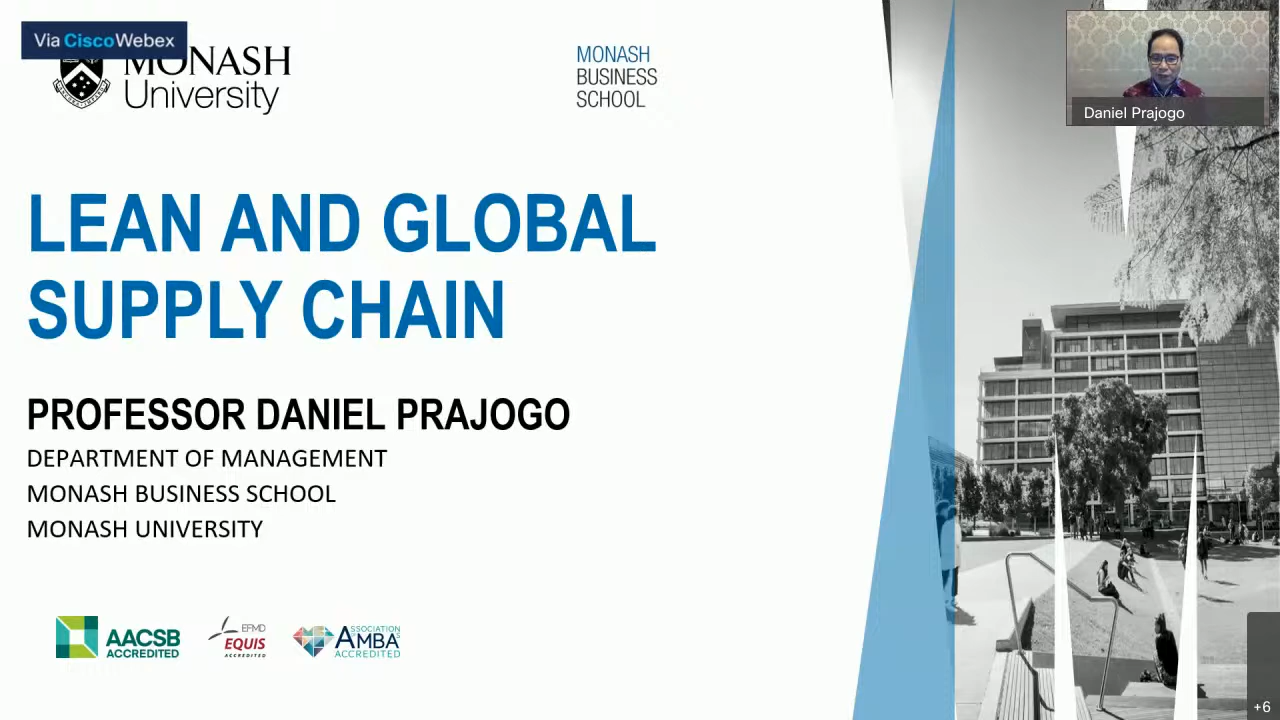 Via CiscoWebex
MONASH
University
MONASH
BUSINESS
SCHOOL
Daniel Prajogo
LEAN AND GLOBAL
SUPPLY CHAIN
PROFESSOR DANIEL PRAJOGO
DEPARTMENT OF MANAGEMENT
MONASH BUSINESS SCHOOL
MONASH UNIVERSITY
AACSB
ACCREDITED
EFMD
EQUIS
ACCREDITED
ASSOCIATION
AMBA
ACCREDITED
+6